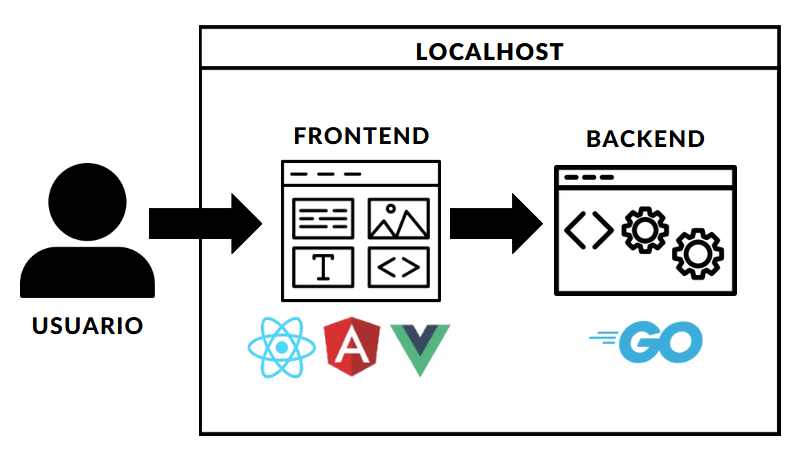 LOCALHOST
FRONTEND
BACKEND
T
USUARIO
A
GO